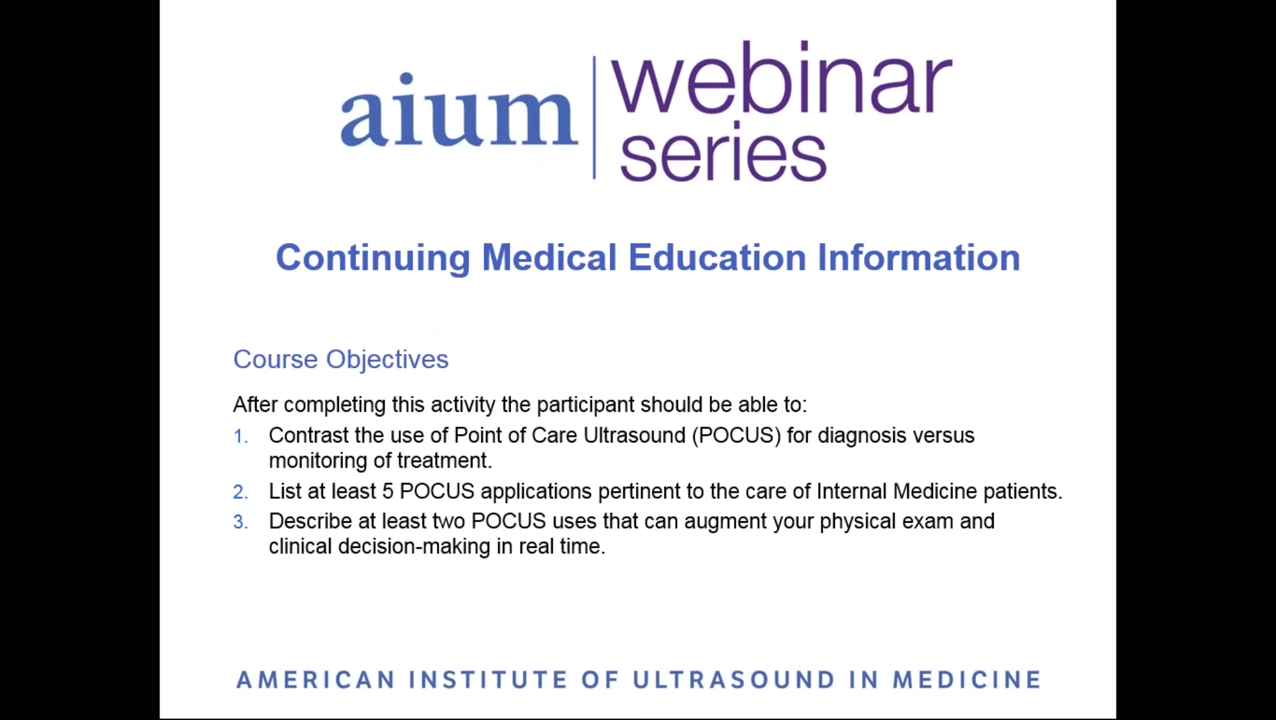 aium webinar
series
Continuing Medical Education Information
Course Objectives
After completing this activity the participant should be able to:
1. Contrast the use of Point of Care Ultrasound (POCUS) for diagnosis versus
monitoring of treatment.
2. List at least 5 POCUS applications pertinent to the care of Internal Medicine patients.
3. Describe at least two POCUS uses that can augment your physical exam and
clinical decision-making in real time.
AMERICAN INSTITUTE OF ULTRASOUND IN MEDICINE